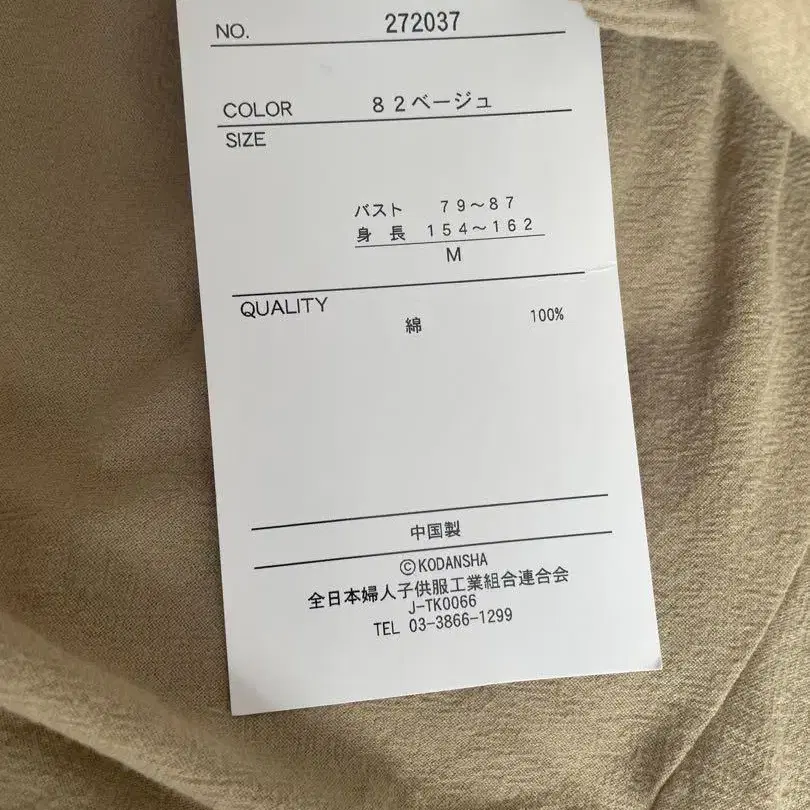 NO. 272037
COLOR ８２ベージュ
SIZE
バスト ７９～８７
身 長 １５４～１６２
M
QUALITY
綿 100%
中国製
©KODANSHA
全日本婦人子供服工業組合連合会
J-TK0066
TEL 03-3866-1299